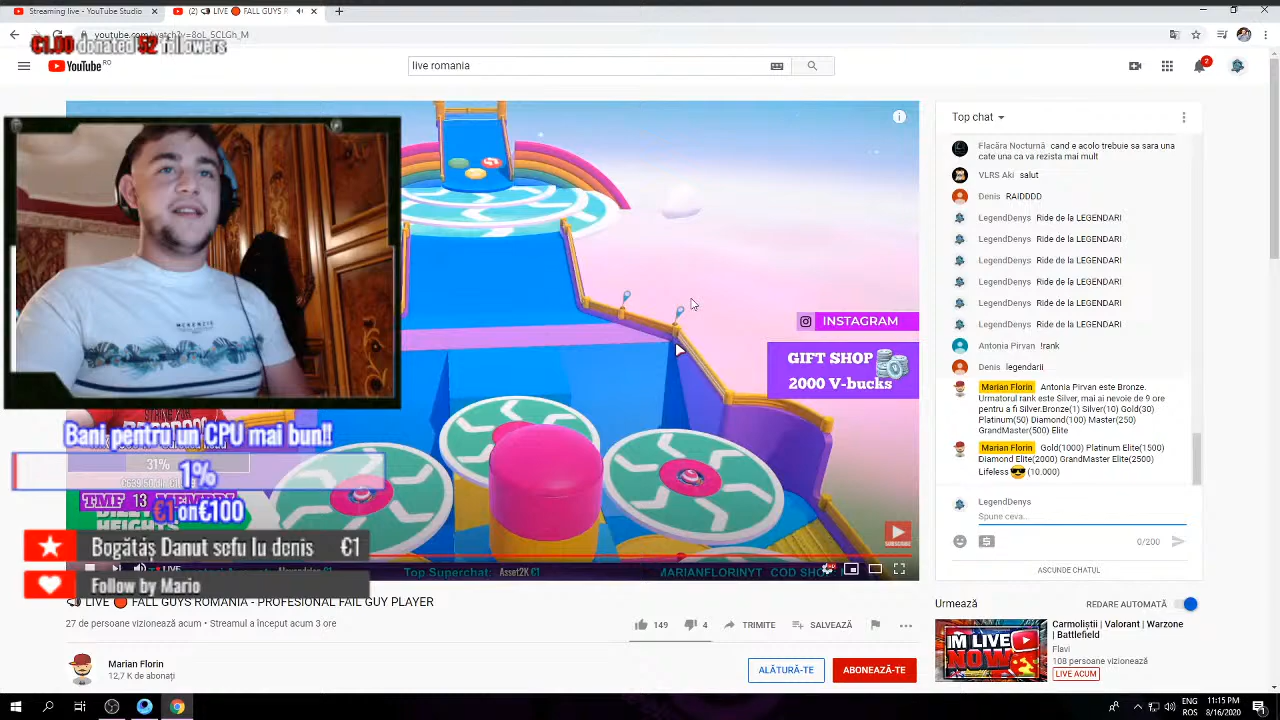 Streaming live - YouTube Studio
(2) LIVE FALL GUYS R
youtube.com/watch?v=8oL_5CLGh_M
€1.00 donated 52 followers
YouTube RO
live romania
2
Top chat
Flacăra Nocturnă cand e acolo trebuie sa sara una
cate una ca va rezista mai mult
VLRS Aki salut
Denis RAIDDDD
LegendDenys Ride de la LEGENDARI
LegendDenys Ride de la LEGENDARI
LegendDenys Ride de la LEGENDARI
LegendDenys Ride de la LEGENDARI
LegendDenys Ride de la LEGENDARI
LegendDenys Ride de la LEGENDARI
Antonia Pirvan !rank
Denis legendarii
Marian Florin Antonia Pirvan este Bronze.
Urmatorul rank este Silver, mai ai nevoie de 9 ore
pentru a fi Silver.Bronze(1) Silver(10) Gold(30)
Platinum(50) Diamond(100) Master(250)
GrandMaster(500) Elite
Marian Florin Gold(1000) Platinum Elite(1500)
Diamond Elite(2000) GrandMaster Elite(2500)
Lifeless 😎 (10.000)
LegendDenys
Spune ceva...
0/200
ASCUNDE CHATUL
INSTAGRAM
GIFT SHOP
2000 V-bucks
MCKENZIE
Bani pentru un CPU mai bun!!
31%
1%
TMF 13 MEMBRI
€1 on €100
HEIGHTS
Bogătaș Danut sefu lu denis €1
Follow by Mario
SUBSCRIBE
LIVE
Top Superchat: Asset2K €1
MARIANFLORINYT COD SHOP
LIVE FALL GUYS ROMANIA - PROFESIONAL FAIL GUY PLAYER
27 de persoane vizionează acum • Streamul a început acum 3 ore
149
4
TRIMITE
SALVEAZĂ
Marian Florin
12,7 K de abonați
ALĂTURĂ-TE
ABONEAZĂ-TE
Urmează
REDARE AUTOMATĂ
IM LIVE
NOW
Carmoliștii | Valorant | Warzone
| Battlefield
Flavi
108 persoane vizionează
LIVE ACUM
ENG
ROS
11:15 PM
8/16/2020
1